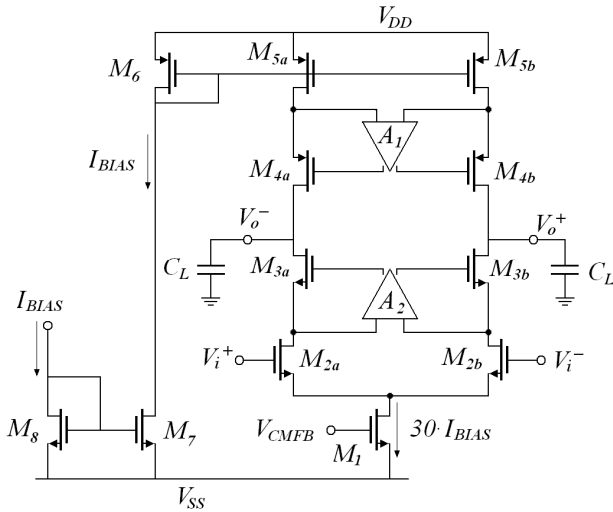 V_DD
M_6
M_5a
M_5b
A_1
I_BIAS
M_4a
M_4b
V_o^-
V_o^+
C_L
M_3a
M_3b
C_L
A_2
I_BIAS
V_i^+
M_2a
M_2b
V_i^-
M_8
M_7
V_CMFB
M_1
30·I_BIAS
V_SS